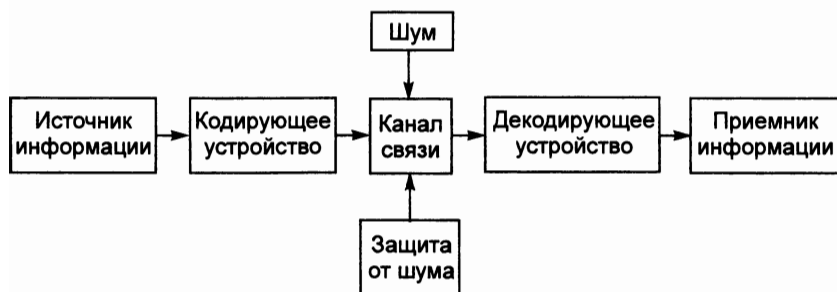 Шум
Источник
информации
Кодирующее
устройство
Канал
связи
Декодирующее
устройство
Приемник
информации
Защита
от шума